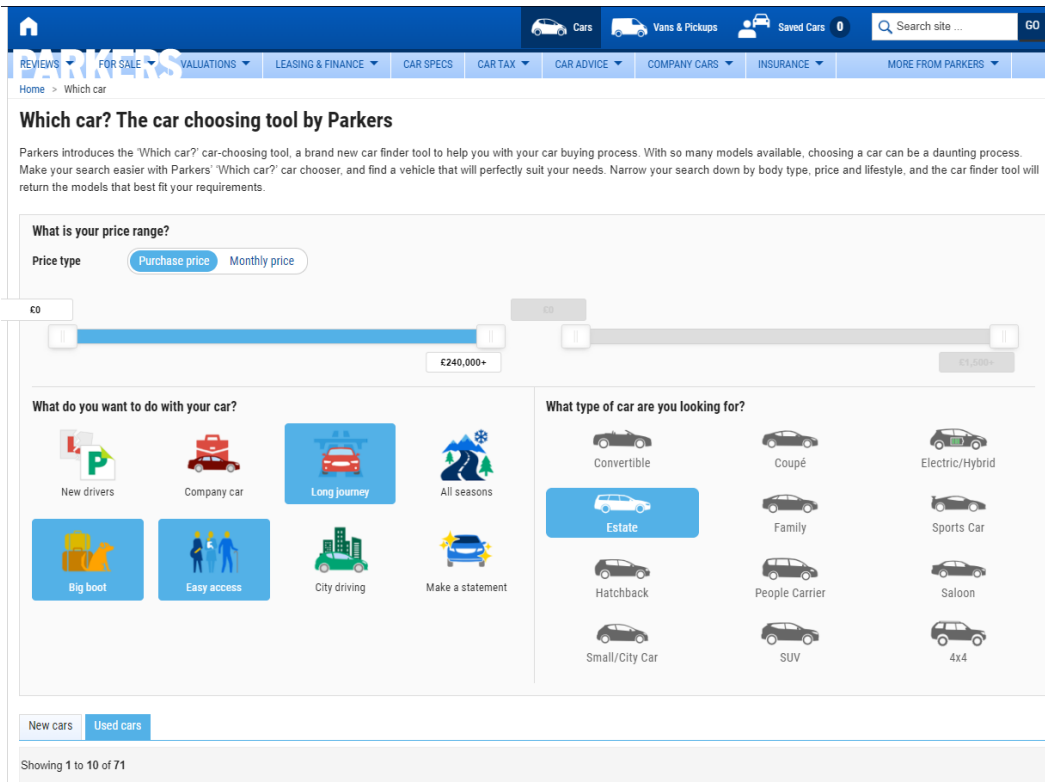 Cars
Vans & Pickups
Saved Cars 0
Search site ...
GO
PARKERS
REVIEWS
FOR SALE
VALUATIONS
LEASING & FINANCE
CAR SPECS
CAR TAX
CAR ADVICE
COMPANY CARS
INSURANCE
MORE FROM PARKERS
Home > Which car
Which car? The car choosing tool by Parkers
Parkers introduces the 'Which car?' car-choosing tool, a brand new car finder tool to help you with your car buying process. With so many models available, choosing a car can be a daunting process.
Make your search easier with Parkers' 'Which car?' car chooser, and find a vehicle that will perfectly suit your needs. Narrow your search down by body type, price and lifestyle, and the car finder tool will
return the models that best fit your requirements.
What is your price range?
Price type
Purchase price
Monthly price
£0
£240,000+
£0
£1,500+
What do you want to do with your car?
New drivers
Company car
Long journey
All seasons
Big boot
Easy access
City driving
Make a statement
What type of car are you looking for?
Convertible
Coupé
Electric/Hybrid
Estate
Family
Sports Car
Hatchback
People Carrier
Saloon
Small/City Car
SUV
4x4
New cars
Used cars
Showing 1 to 10 of 71